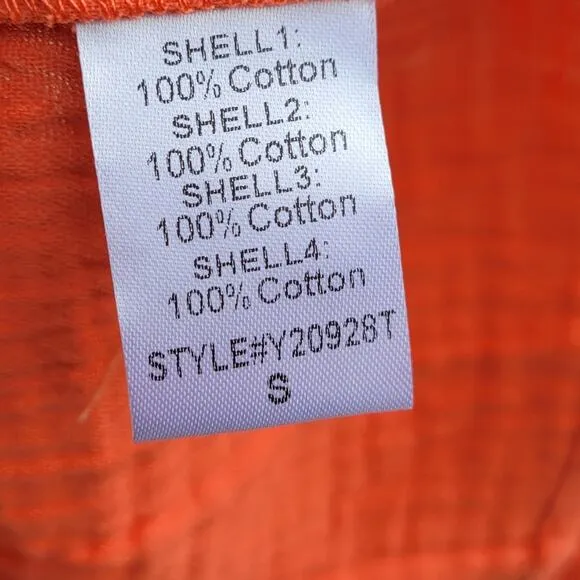 SHELL1:
100% Cotton
SHELL2:
100% Cotton
SHELL3:
100% Cotton
SHELL4:
100% Cotton
STYLE#Y20928T
S